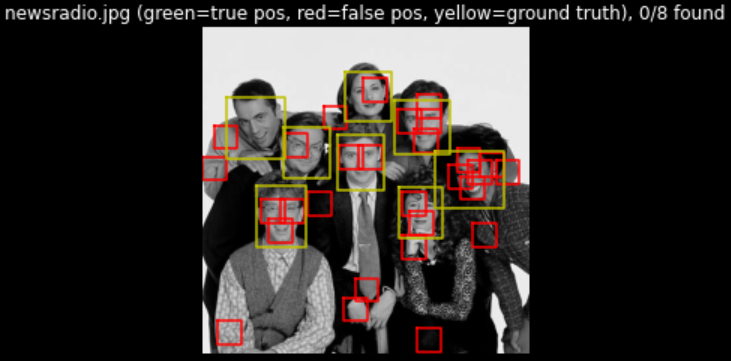 newsradio.jpg (green=true pos, red=false pos, yellow=ground truth), 0/8 found